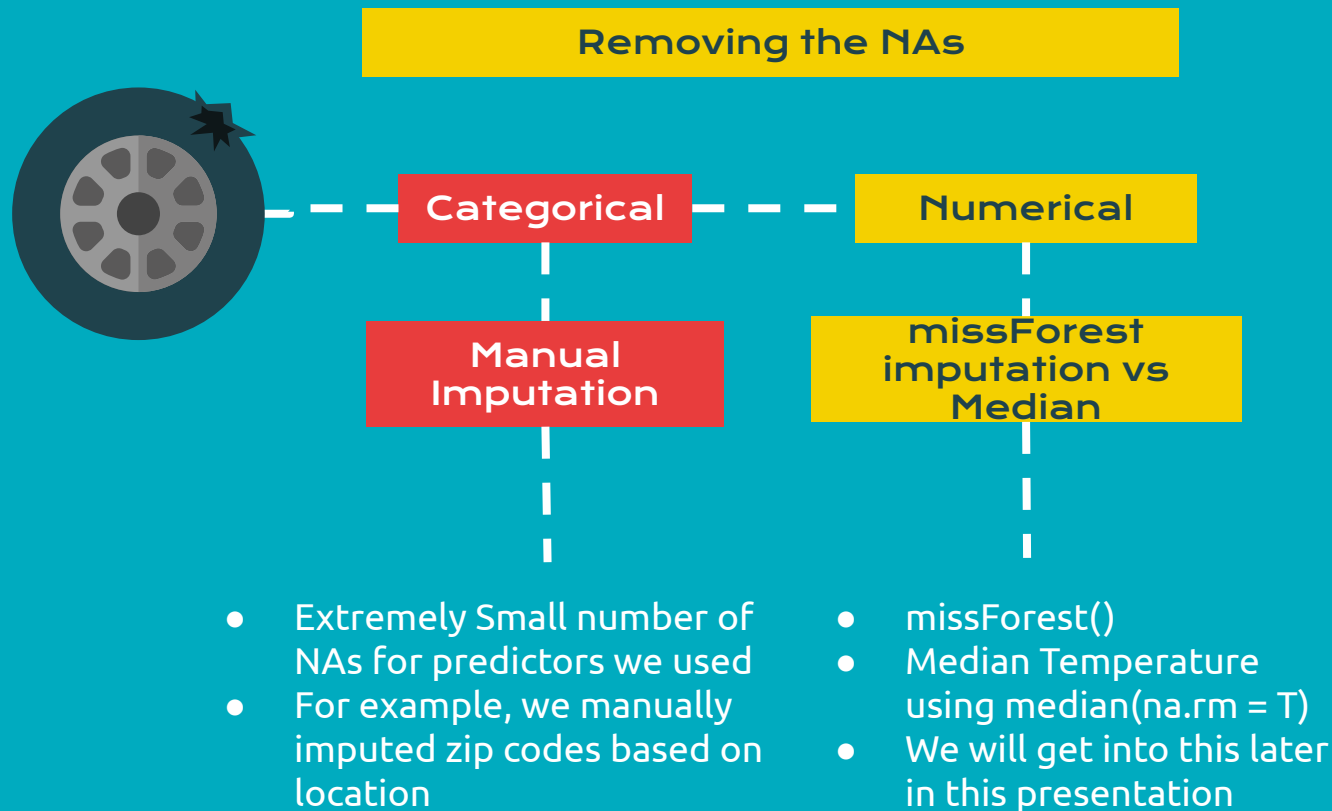 Removing the NAs
Categorical
Numerical
Manual
Imputation
missForest
imputation vs
Median
● Extremely Small number of
NAs for predictors we used
● For example, we manually
imputed zip codes based on
location
● missForest()
● Median Temperature
using median(na.rm = T)
● We will get into this later
in this presentation